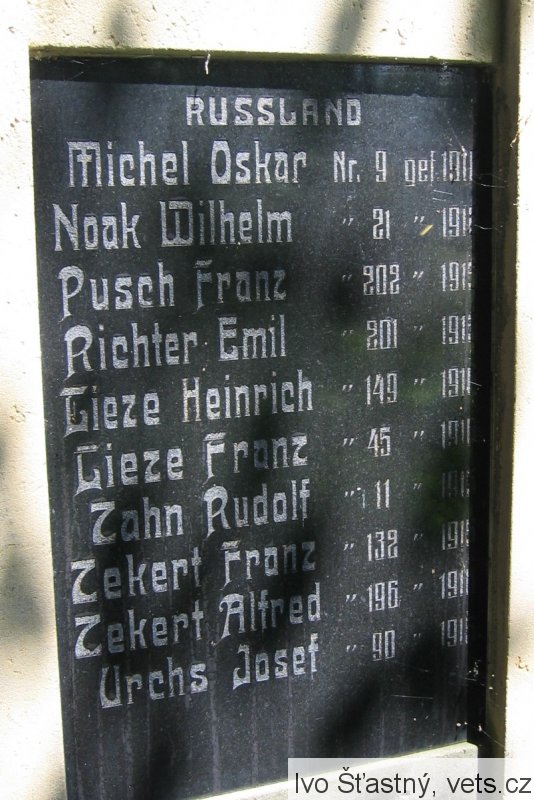 RUSSLAND
Michel Oskar Nr. 9 gef.
Noak Wilhelm " 21 "
Pusch Franz " 202 "
Richter Emil " 201 "
Tieze Heinrich " 149 "
Tieze Franz " 45 "
Zahn Rudolf " 11 "
Zekert Franz " 132 "
Zekert Alfred " 196 "
Urchs Josef " 90 "
Ivo Šťastný, vets.cz